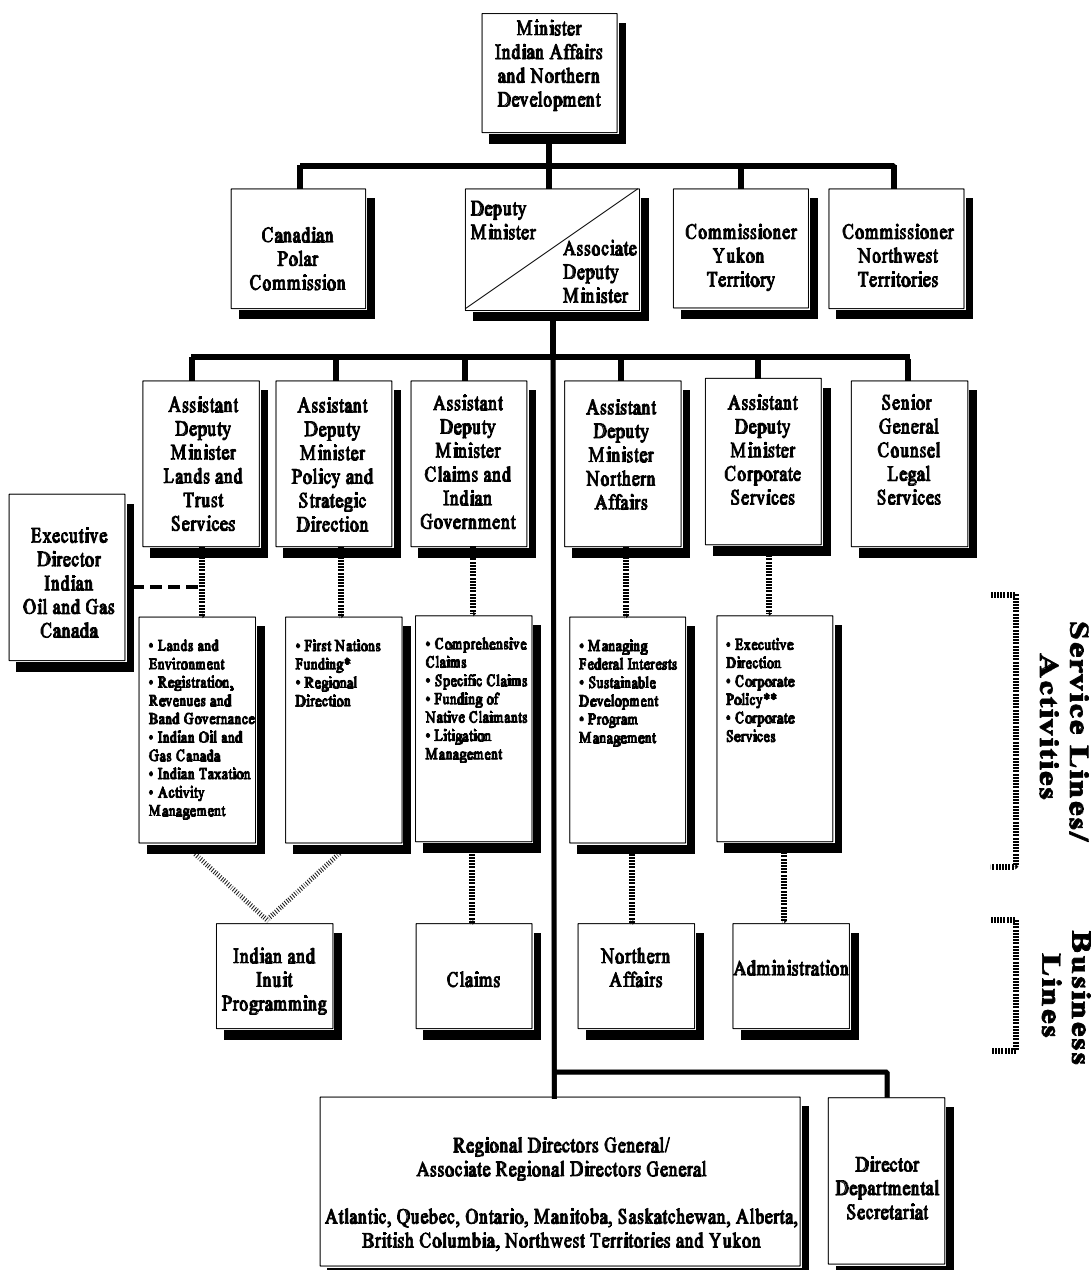 Minister
Indian Affairs
and Northern
Development
Canadian
Polar
Commission
Deputy
Minister
Associate
Deputy
Minister
Commissioner
Yukon
Territory
Commissioner
Northwest
Territories
Assistant
Deputy
Minister
Lands and
Trust
Services
Assistant
Deputy
Minister
Policy and
Strategic
Direction
Assistant
Deputy
Minister
Claims and
Indian
Government
Assistant
Deputy
Minister
Northern
Affairs
Assistant
Deputy
Minister
Corporate
Services
Senior
General
Counsel
Legal
Services
Executive
Director
Indian
Oil and Gas
Canada
• Lands and
Environment
• Registration,
Revenues and
Band Governance
• Indian Oil and
Gas Canada
• Indian Taxation
• Activity
Management
• First Nations
Funding*
• Regional
Direction
• Comprehensive
Claims
• Specific Claims
• Funding of
Native Claimants
• Litigation
Management
• Managing
Federal Interests
• Sustainable
Development
• Program
Management
• Executive
Direction
• Corporate
Policy**
• Corporate
Services
Service Lines/
Activities
Indian and
Inuit
Programming
Claims
Northern
Affairs
Administration
Business
Lines
Regional Directors General/
Associate Regional Directors General
Atlantic, Quebec, Ontario, Manitoba, Saskatchewan, Alberta,
British Columbia, Northwest Territories and Yukon
Director
Departmental
Secretariat